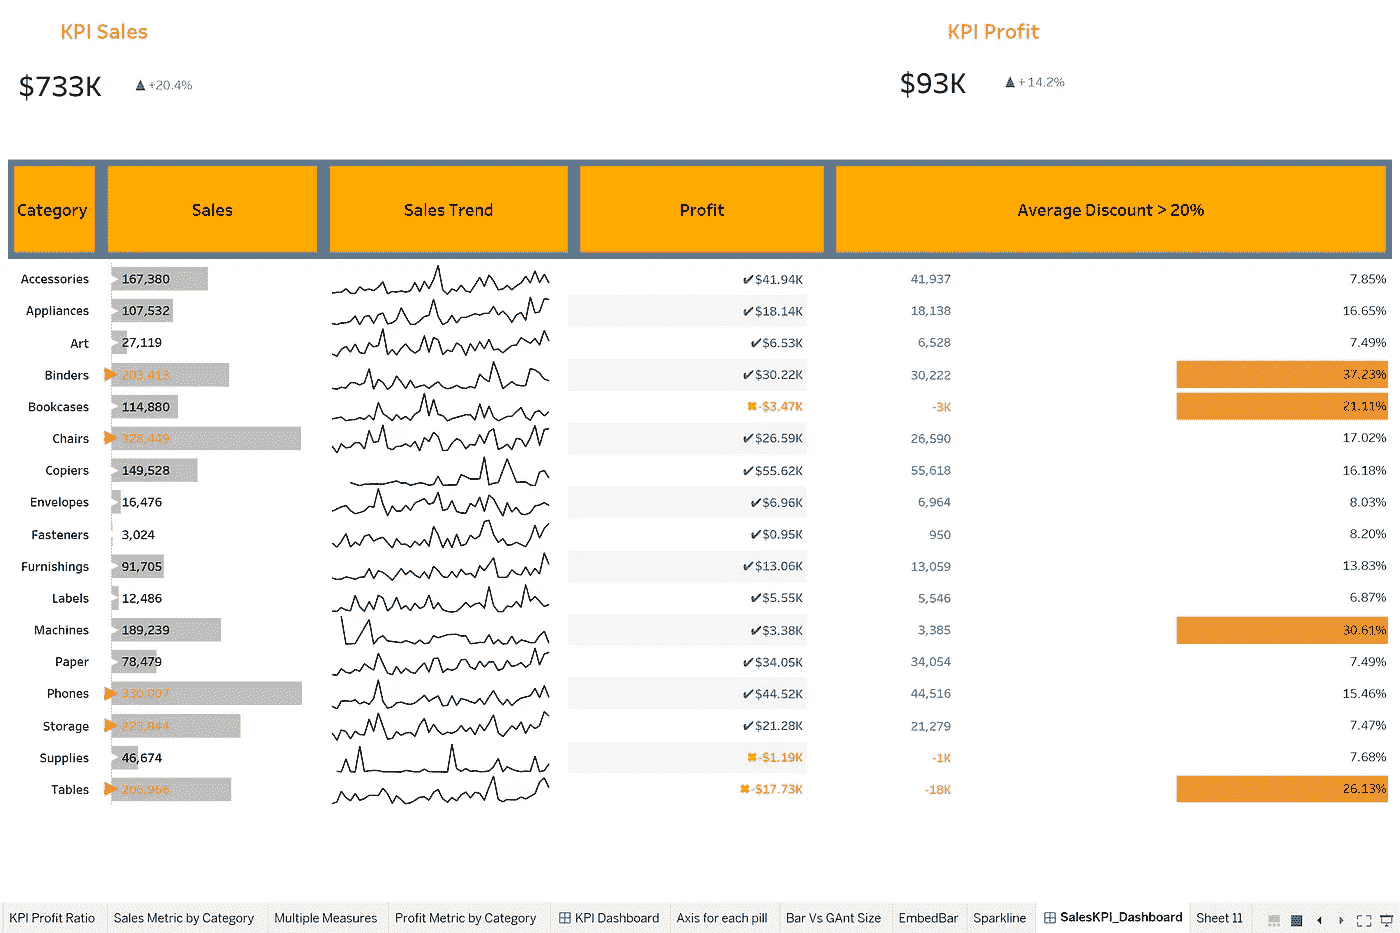 KPI Sales
KPI Profit
$733K ▲ +20.4%
$93K ▲ + 14.2%
Category Sales Sales Trend Profit Average Discount > 20%
Accessories 167,380 ✔$41.94K 41,937 7.85%
Appliances 107,532 ✔$18.14K 18,138 16.65%
Art 27,119 ✔$6.53K 6,528 7.49%
Binders 203,413 ✔$30.22K 30,222 37.23%
Bookcases 114,880 ✖-$3.47K -3K 21.11%
Chairs 328,449 ✔$26.59K 26,590 17.02%
Copiers 149,528 ✔$55.62K 55,618 16.18%
Envelopes 16,476 ✔$6.96K 6,964 8.03%
Fasteners 3,024 ✔$0.95K 950 8.20%
Furnishings 91,705 ✔$13.06K 13,059 13.83%
Labels 12,486 ✔$5.55K 5,546 6.87%
Machines 189,239 ✔$3.38K 3,385 30.61%
Paper 78,479 ✔$34.05K 34,054 7.49%
Phones 330,007 ✔$44.52K 44,516 15.46%
Storage 223,844 ✔$21.28K 21,279 7.47%
Supplies 46,674 ✖-$1.19K -1K 7.68%
Tables 206,966 ✖-$17.73K -18K 26.13%
KPI Profit Ratio Sales Metric by Category Multiple Measures Profit Metric by Category KPI Dashboard Axis for each pill Bar Vs GAnt Size EmbedBar Sparkline SalesKPI_Dashboard Sheet 11